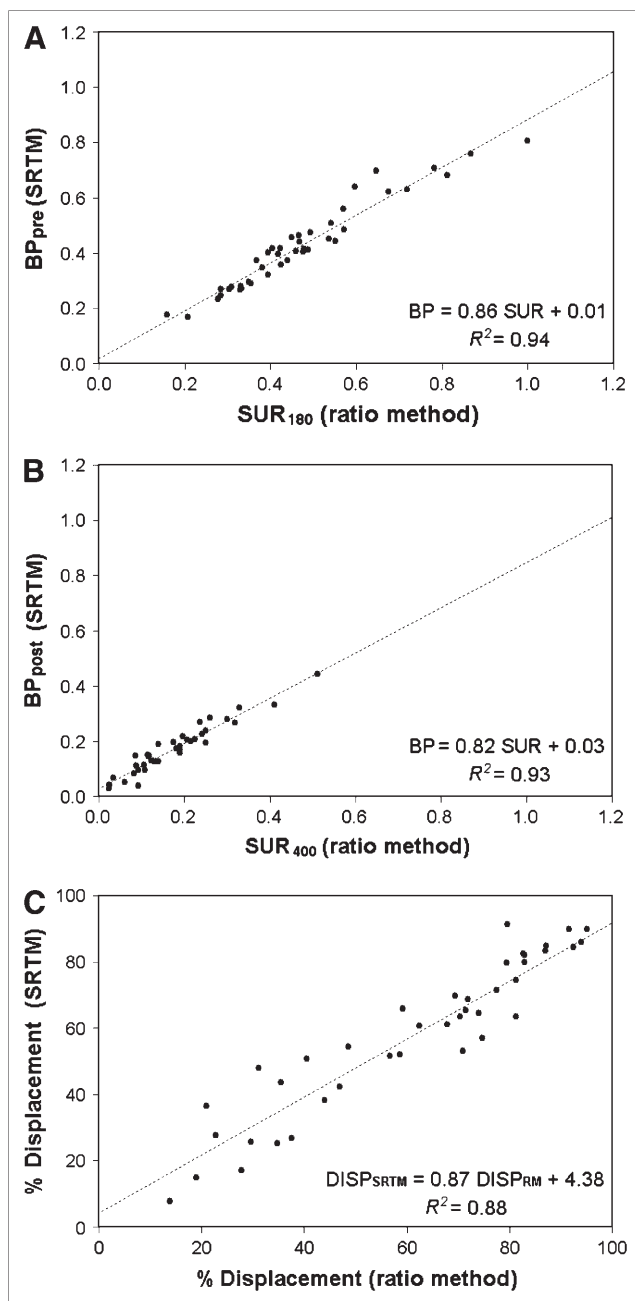 A
BPpre (SRTM)
1.2
1.0
0.8
0.6
0.4
0.2
0.0
0.0 0.2 0.4 0.6 0.8 1.0 1.2
BP = 0.86 SUR + 0.01
R² = 0.94
SUR180 (ratio method)
B
BPpost (SRTM)
1.2
1.0
0.8
0.6
0.4
0.2
0.0
0.0 0.2 0.4 0.6 0.8 1.0 1.2
BP = 0.82 SUR + 0.03
R² = 0.93
SUR400 (ratio method)
C
% Displacement (SRTM)
100
80
60
40
20
0
0 20 40 60 80 100
DISPSRTM = 0.87 DISPRM + 4.38
R² = 0.88
% Displacement (ratio method)